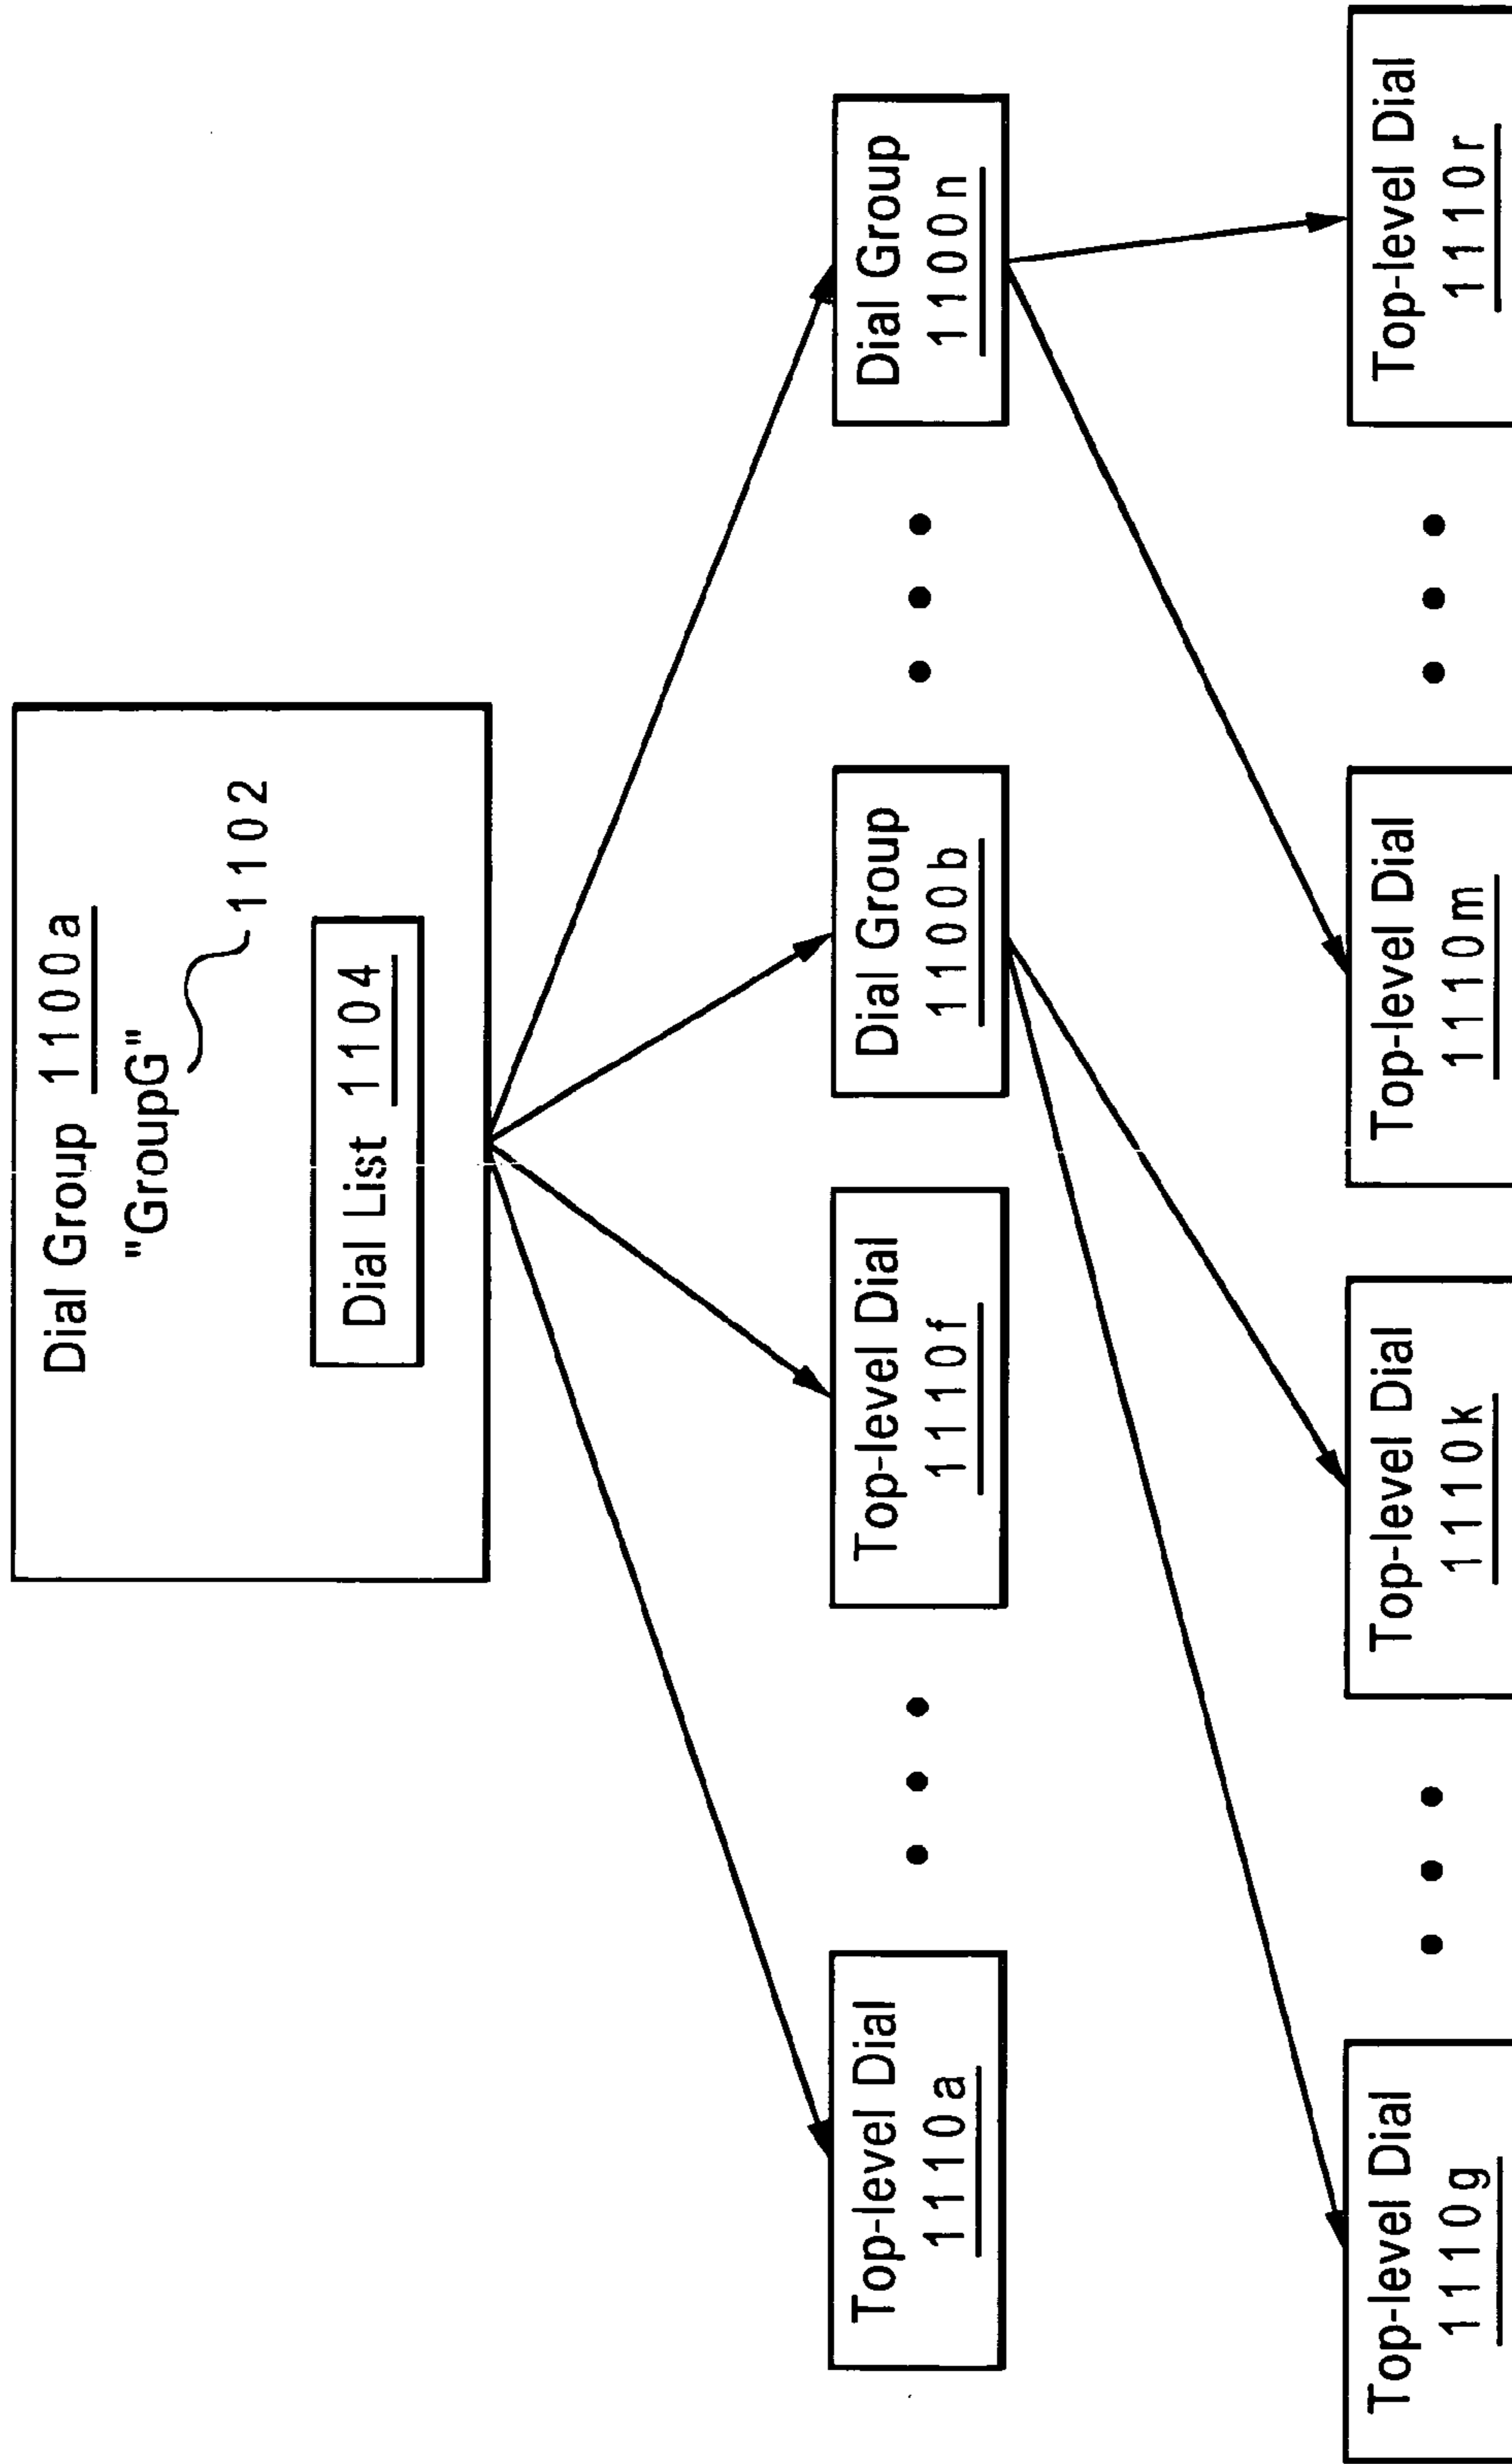 Dial Group 1100a
"GroupG"
1102
Dial List 1104
Top-level Dial
1110a
Top-level Dial
1110f
Dial Group
1100b
Dial Group
1100n
Top-level Dial
1110g
Top-level Dial
1110k
Top-level Dial
1110m
Top-level Dial
1110r